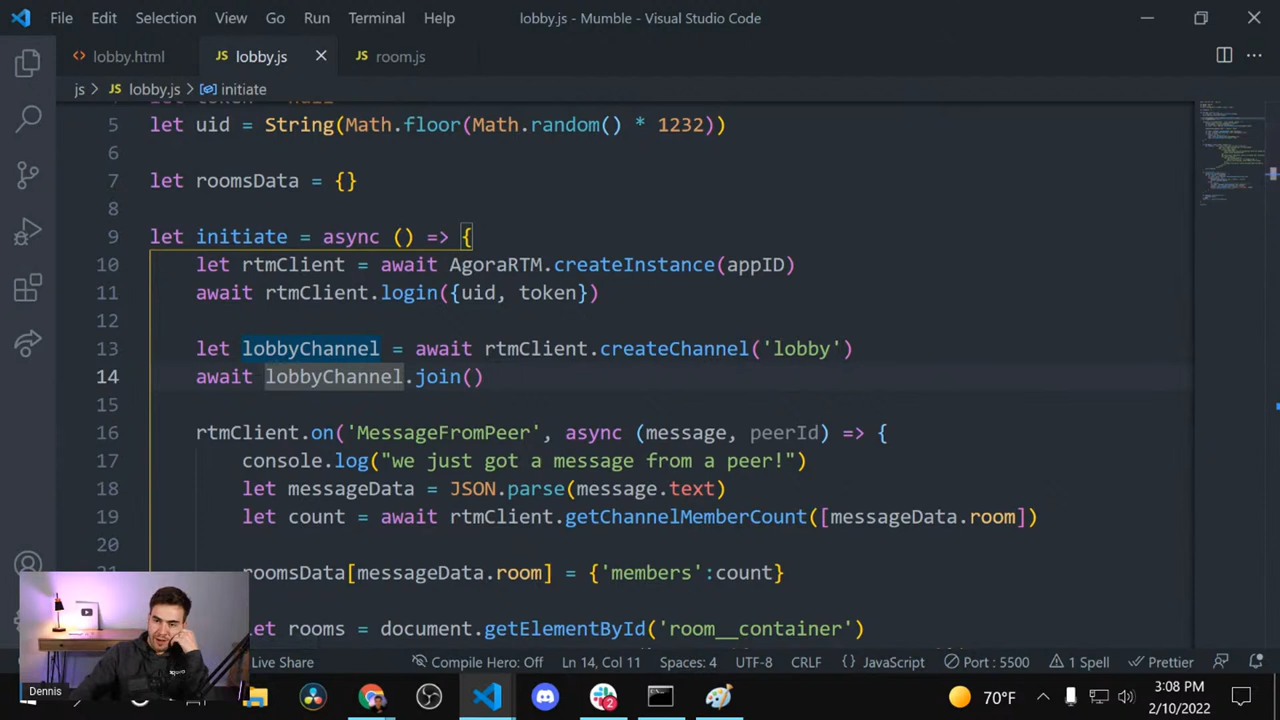 File Edit Selection View Go Run Terminal Help lobby.js - Mumble - Visual Studio Code
lobby.html JS lobby.js JS room.js
js > JS lobby.js > initiate
5 let uid = String(Math.floor(Math.random() * 1232))
6
7 let roomsData = {}
8
9 let initiate = async () => {
10 let rtmClient = await AgoraRTM.createInstance(appID)
11 await rtmClient.login({uid, token})
12
13 let lobbyChannel = await rtmClient.createChannel('lobby')
14 await lobbyChannel.join()
15
16 rtmClient.on('MessageFromPeer', async (message, peerId) => {
17 console.log("we just got a message from a peer!")
18 let messageData = JSON.parse(message.text)
19 let count = await rtmClient.getChannelMemberCount([messageData.room])
20
roomsData[messageData.room] = {'members':count}
let rooms = document.getElementById('room__container')
Live Share Compile Hero: Off Ln 14, Col 11 Spaces: 4 UTF-8 CRLF {} JavaScript Port : 5500 1 Spell Prettier
Dennis
2 70°F 3:08 PM
2/10/2022